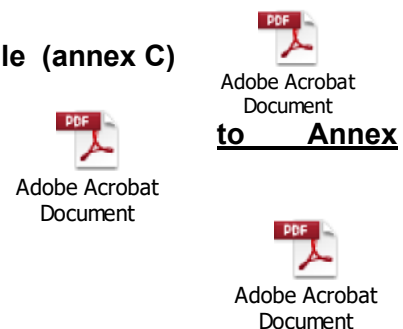 PDF
Adobe Acrobat
Document
le (annex C)
to Annex
PDF
Adobe Acrobat
Document
PDF
Adobe Acrobat
Document